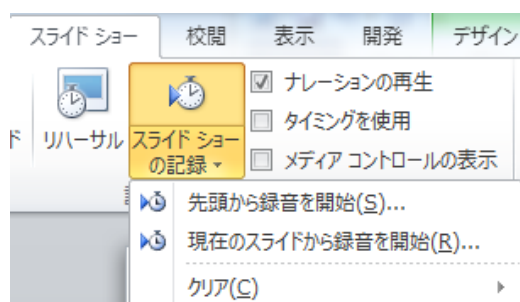 スライド ショー 校閲 表示 開発 デザイン
ド リハーサル スライド ショー
の記録
ナレーションの再生
タイミングを使用
メディア コントロールの表示
先頭から録音を開始(S)...
現在のスライドから録音を開始(R)...
クリア(C)